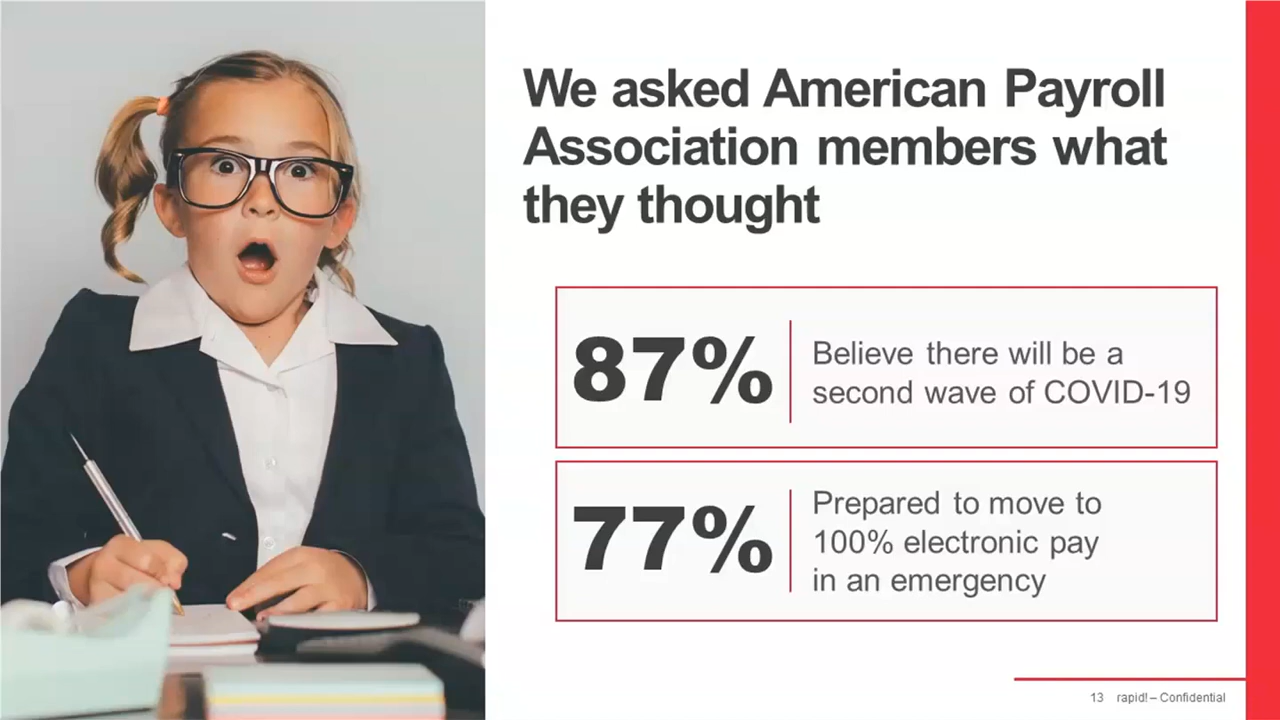 We asked American Payroll
Association members what
they thought
87%
Believe there will be a
second wave of COVID-19
77%
Prepared to move to
100% electronic pay
in an emergency
13 rapid! – Confidential